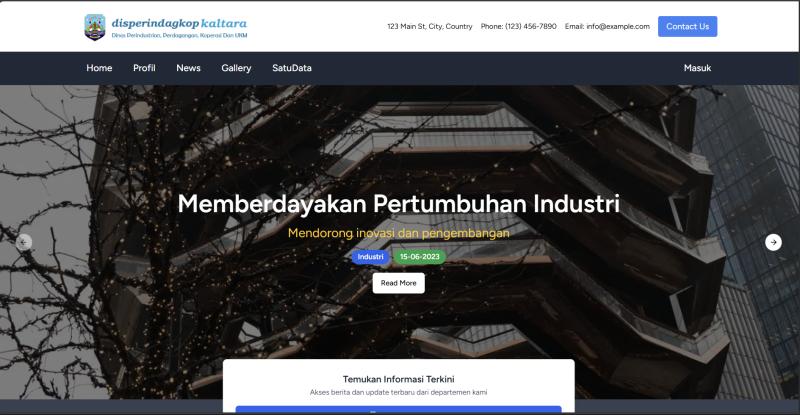 disperindagkop kaltara
Dinas Perindustrian, Perdagangan, Koperasi Dan UKM
123 Main St, City, Country Phone: (123) 456-7890 Email: info@example.com Contact Us
Home Profil News Gallery SatuData Masuk
Memberdayakan Pertumbuhan Industri
Mendorong inovasi dan pengembangan
Industri 15-06-2023
Read More
Temukan Informasi Terkini
Akses berita dan update terbaru dari departemen kami